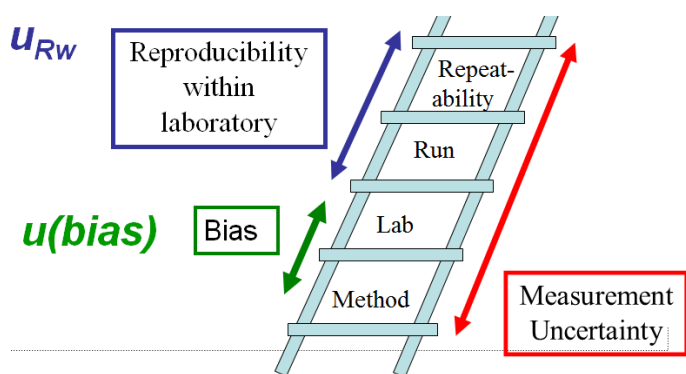 uRw
Reproducibility
within
laboratory
Repeat-
ability
Run
u(bias)
Bias
Lab
Method
Measurement
Uncertainty